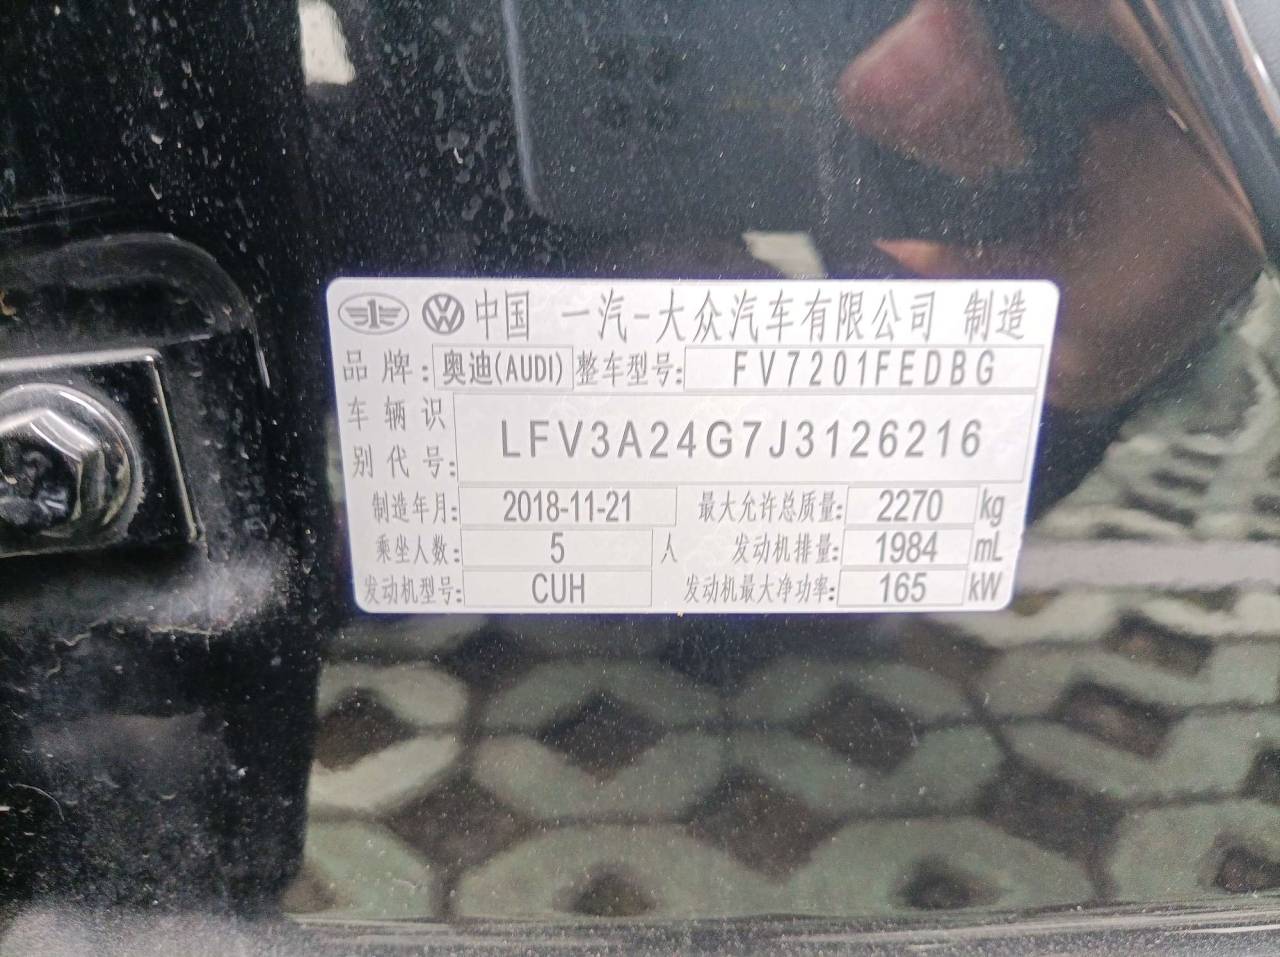 中国 一汽-大众汽车有限公司 制造
品牌: 奥迪(AUDI) 整车型号: FV7201FEDBG
车辆识别代号: LFV3A24G7J3126216
制造年月: 2018-11-21 最大允许总质量: 2270 kg
乘坐人数: 5 人 发动机排量: 1984 mL
发动机型号: CUH 发动机最大净功率: 165 kW